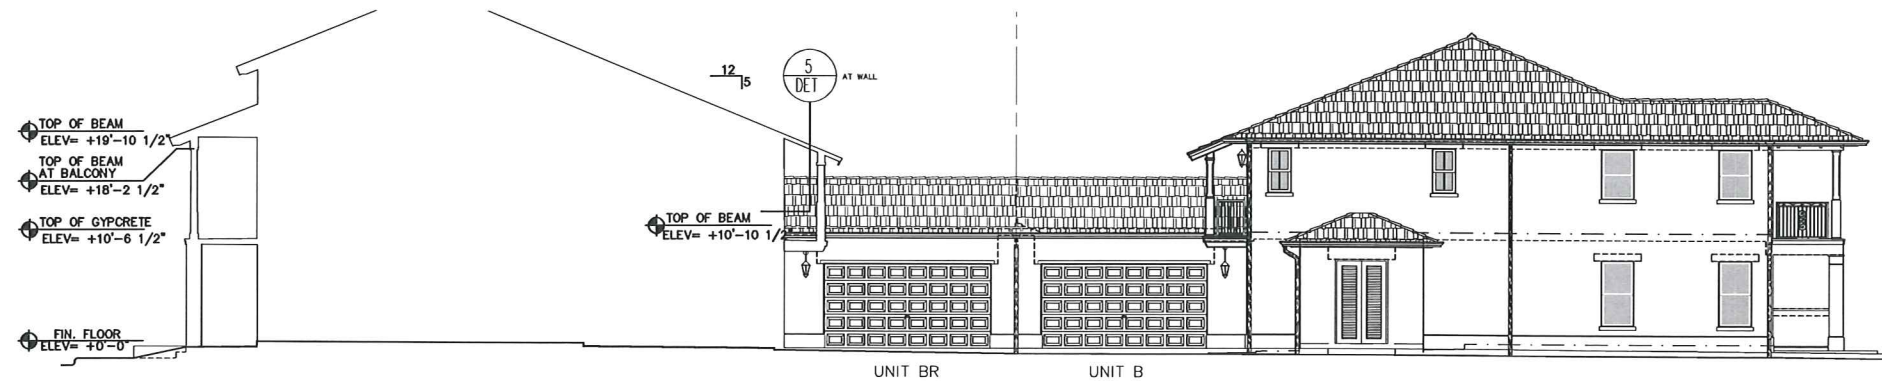 12
5
5
DET
AT WALL
TOP OF BEAM
ELEV= +19'-10 1/2"
TOP OF BEAM
AT BALCONY
ELEV= +18'-2 1/2"
TOP OF GYPCRETE
ELEV= +10'-6 1/2"
TOP OF BEAM
ELEV= +10'-10 1/2"
FIN. FLOOR
ELEV= +0'-0"
UNIT BR
UNIT B